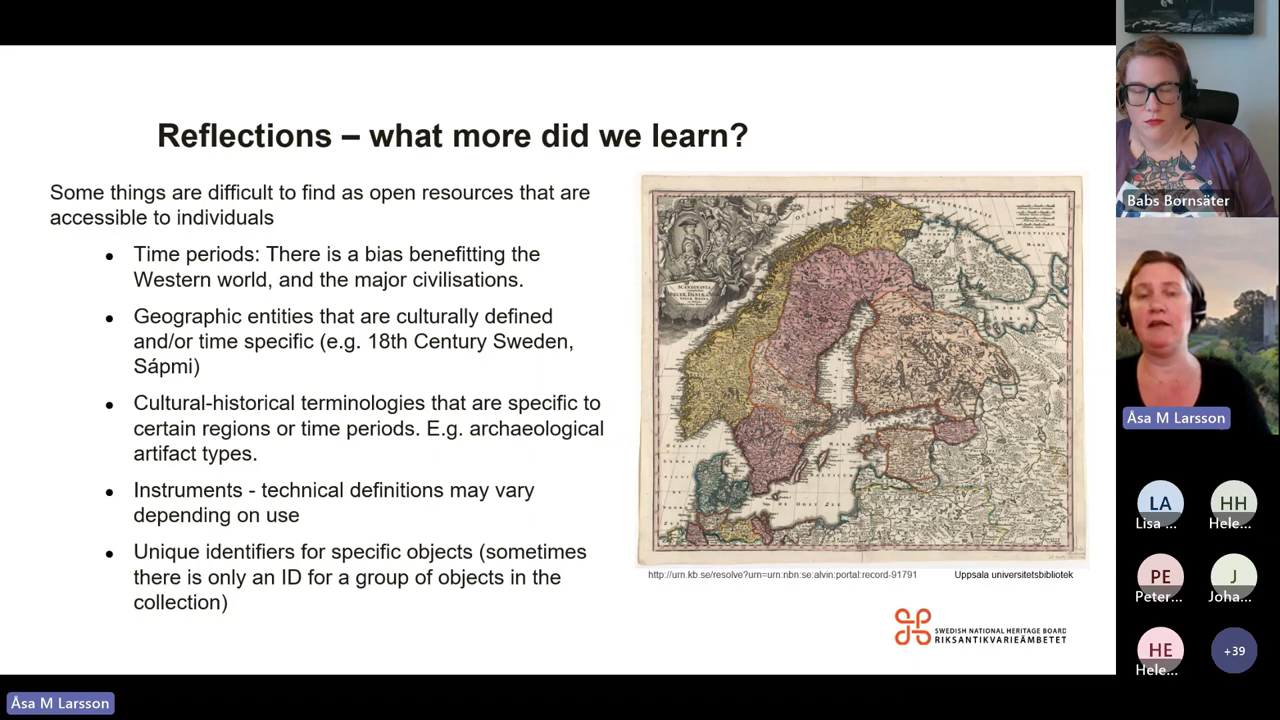 Reflections – what more did we learn?
Some things are difficult to find as open resources that are
accessible to individuals
● Time periods: There is a bias benefitting the
Western world, and the major civilisations.
● Geographic entities that are culturally defined
and/or time specific (e.g. 18th Century Sweden,
Sápmi)
● Cultural-historical terminologies that are specific to
certain regions or time periods. E.g. archaeological
artifact types.
● Instruments - technical definitions may vary
depending on use
● Unique identifiers for specific objects (sometimes
there is only an ID for a group of objects in the
collection)
http://urn.kb.se/resolve?urn=urn:nbn:se:alvin:portal:record-91791
Uppsala universitetsbibliotek
SWEDISH NATIONAL HERITAGE BOARD
RIKSANTIKVARIEÄMBETET
Babs Bornsäter
Åsa M Larsson
LA
HH
Lisa ...
Hele...
PE
J
Peter...
Joha...
HE
+39
Hele...
Åsa M Larsson